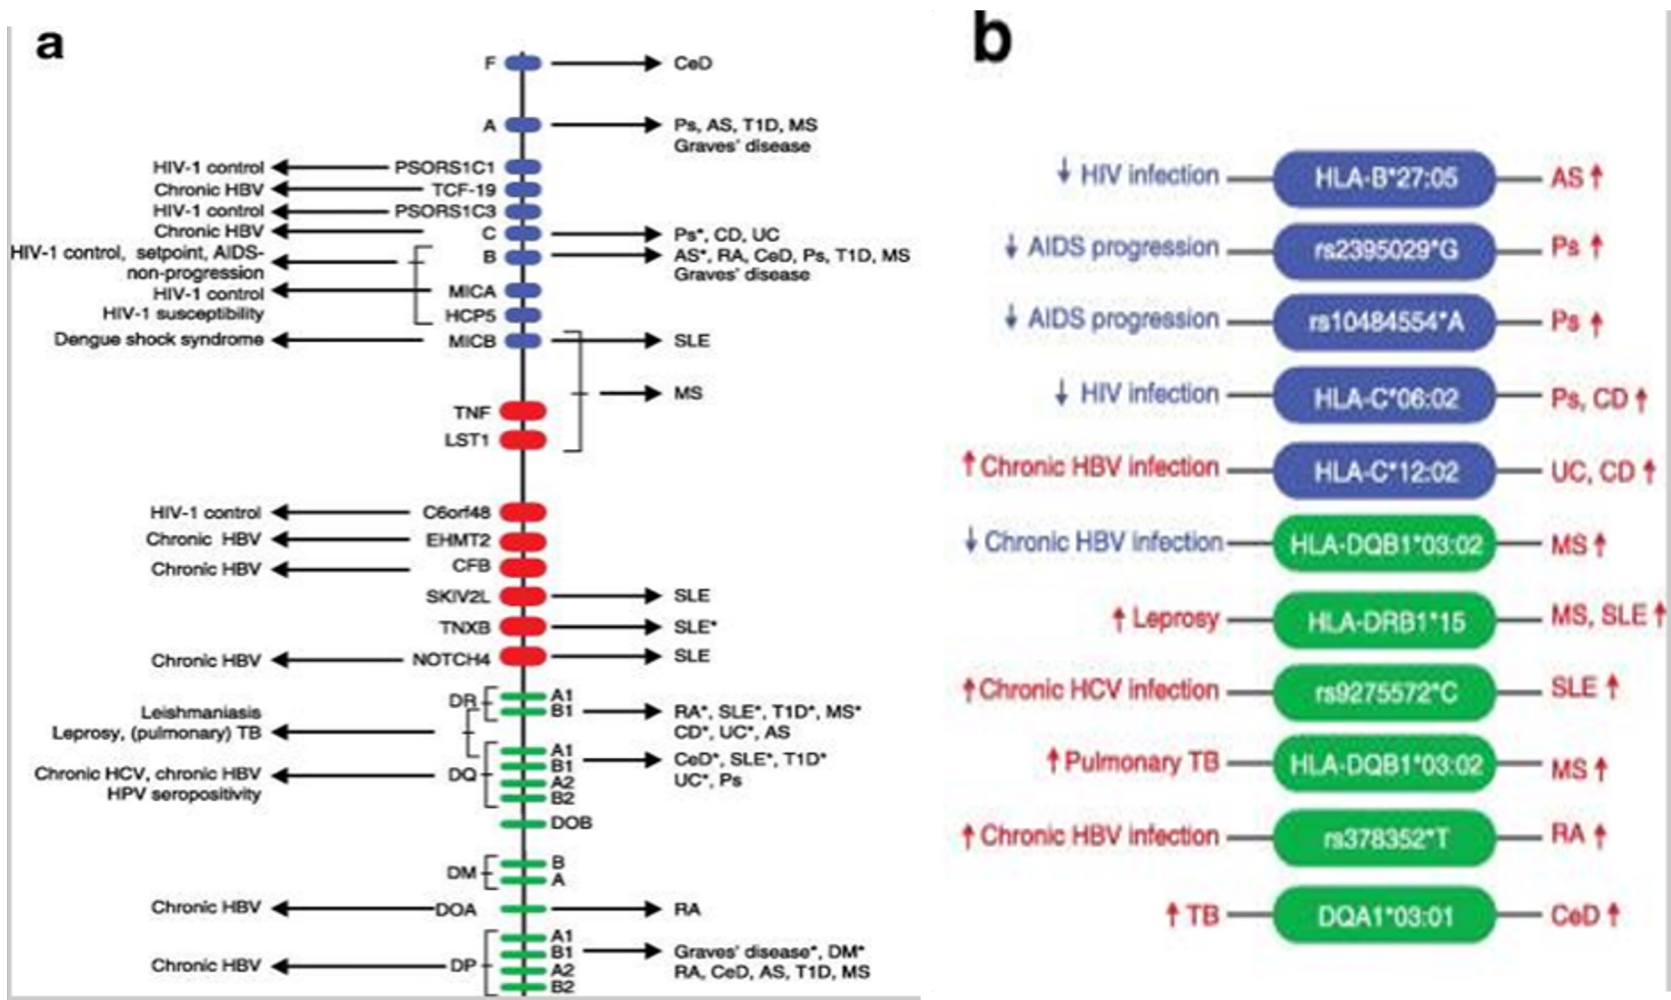 a
F CeD
A Ps, AS, T1D, MS
Graves' disease
HIV-1 control PSORS1C1
Chronic HBV TCF-19
HIV-1 control PSORS1C3
Chronic HBV C Ps*, CD, UC
HIV-1 control, setpoint, AIDS-
non-progression
B AS*, RA, CeD, Ps, T1D, MS
Graves' disease
HIV-1 control MICA
HIV-1 susceptibility HCP5
Dengue shock syndrome MICB SLE
MS
TNF
LST1
HIV-1 control C6orf48
Chronic HBV EHMT2
Chronic HBV CFB
SKIV2L SLE
TNXB SLE*
Chronic HBV NOTCH4 SLE
DR A1
B1 RA*, SLE*, T1D*, MS*
CD*, UC*, AS
Leishmaniasis
Leprosy, (pulmonary) TB
Chronic HCV, chronic HBV
HPV seropositivity
DQ A1
B1 CeD*, SLE*, T1D*
UC*, Ps
A2
B2
DOB
DM B
A
Chronic HBV DOA RA
Chronic HBV DP A1
B1 Graves' disease*, DM*
RA, CeD, AS, T1D, MS
A2
B2
b
↓ HIV infection HLA-B*27:05 AS ↑
↓ AIDS progression rs2395029*G Ps ↑
↓ AIDS progression rs10484554*A Ps ↑
↓ HIV infection HLA-C*06:02 Ps, CD ↑
↑ Chronic HBV infection HLA-C*12:02 UC, CD ↑
↓ Chronic HBV infection HLA-DQB1*03:02 MS ↑
↑ Leprosy HLA-DRB1*15 MS, SLE ↑
↑ Chronic HCV infection rs9275572*C SLE ↑
↑ Pulmonary TB HLA-DQB1*03:02 MS ↑
↑ Chronic HBV infection rs378352*T RA ↑
↑ TB DQA1*03:01 CeD ↑